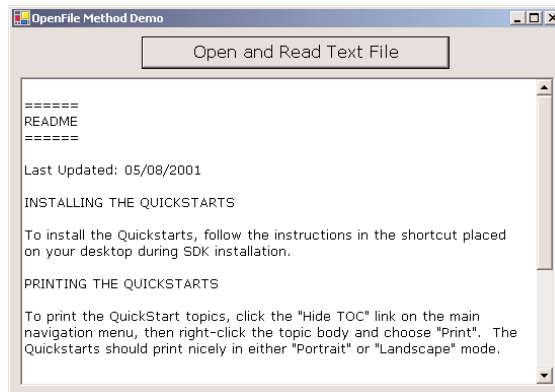 OpenFile Method Demo
Open and Read Text File
======
README
======
Last Updated: 05/08/2001
INSTALLING THE QUICKSTARTS
To install the Quickstarts, follow the instructions in the shortcut placed
on your desktop during SDK installation.
PRINTING THE QUICKSTARTS
To print the QuickStart topics, click the "Hide TOC" link on the main
navigation menu, then right-click the topic body and choose "Print".  The
Quickstarts should print nicely in either "Portrait" or "Landscape" mode.